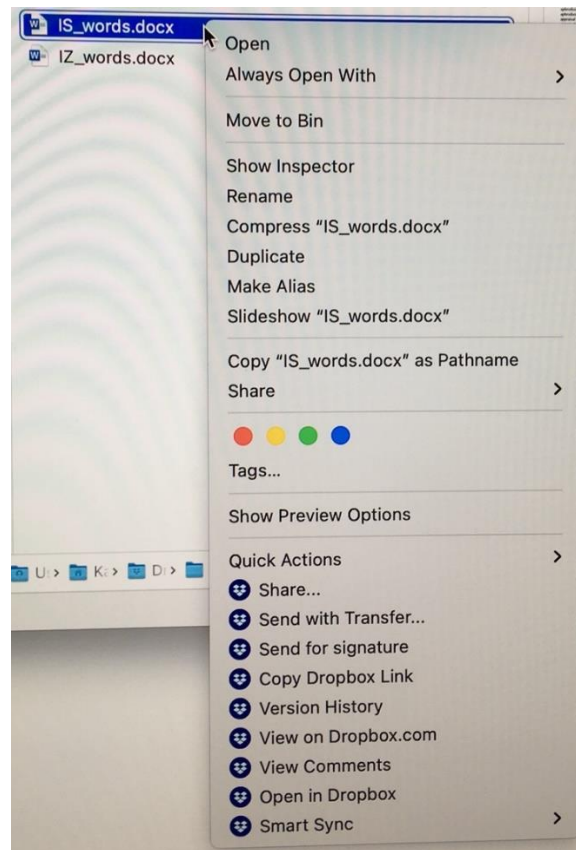 IS_words.docx
IZ_words.docx
Open
Always Open With
Move to Bin
Show Inspector
Rename
Compress “IS_words.docx”
Duplicate
Make Alias
Slideshow “IS_words.docx”
Copy “IS_words.docx” as Pathname
Share
Tags...
Show Preview Options
Quick Actions
Share...
Send with Transfer...
Send for signature
Copy Dropbox Link
Version History
View on Dropbox.com
View Comments
Open in Dropbox
Smart Sync